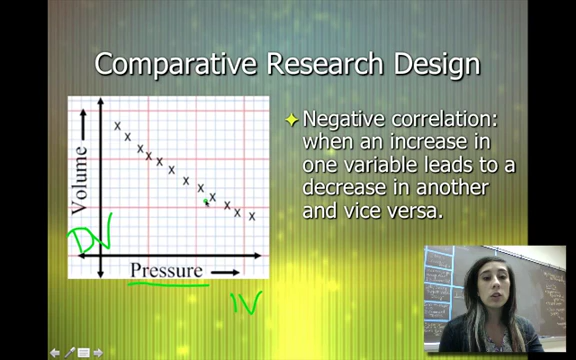 Comparative Research Design
Volume
DV
Pressure
IV
Negative correlation:
when an increase in
one variable leads to a
decrease in another
and vice versa.